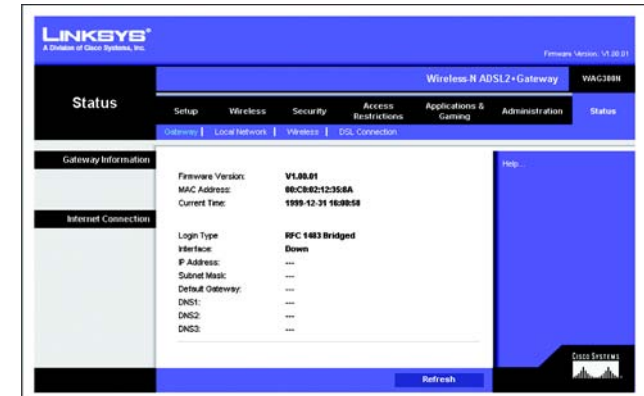 LINKSYS®
A Division of Cisco Systems, Inc.
Firmware Version: V1.00.01
Wireless-N ADSL2+Gateway WAG300N
Status
Setup Wireless Security Access Restrictions Applications & Gaming Administration Status
Gateway | Local Network | Wireless | DSL Connection
Gateway Information
Firmware Version: V1.00.01
MAC Address: 00:C0:02:12:35:8A
Current Time: 1999-12-31 16:00:58
Help...
Internet Connection
Login Type RFC 1483 Bridged
Interface: Down
IP Address: ---
Subnet Mask: ---
Default Gateway: ---
DNS1: ---
DNS2: ---
DNS3: ---
Refresh
CISCO SYSTEMS